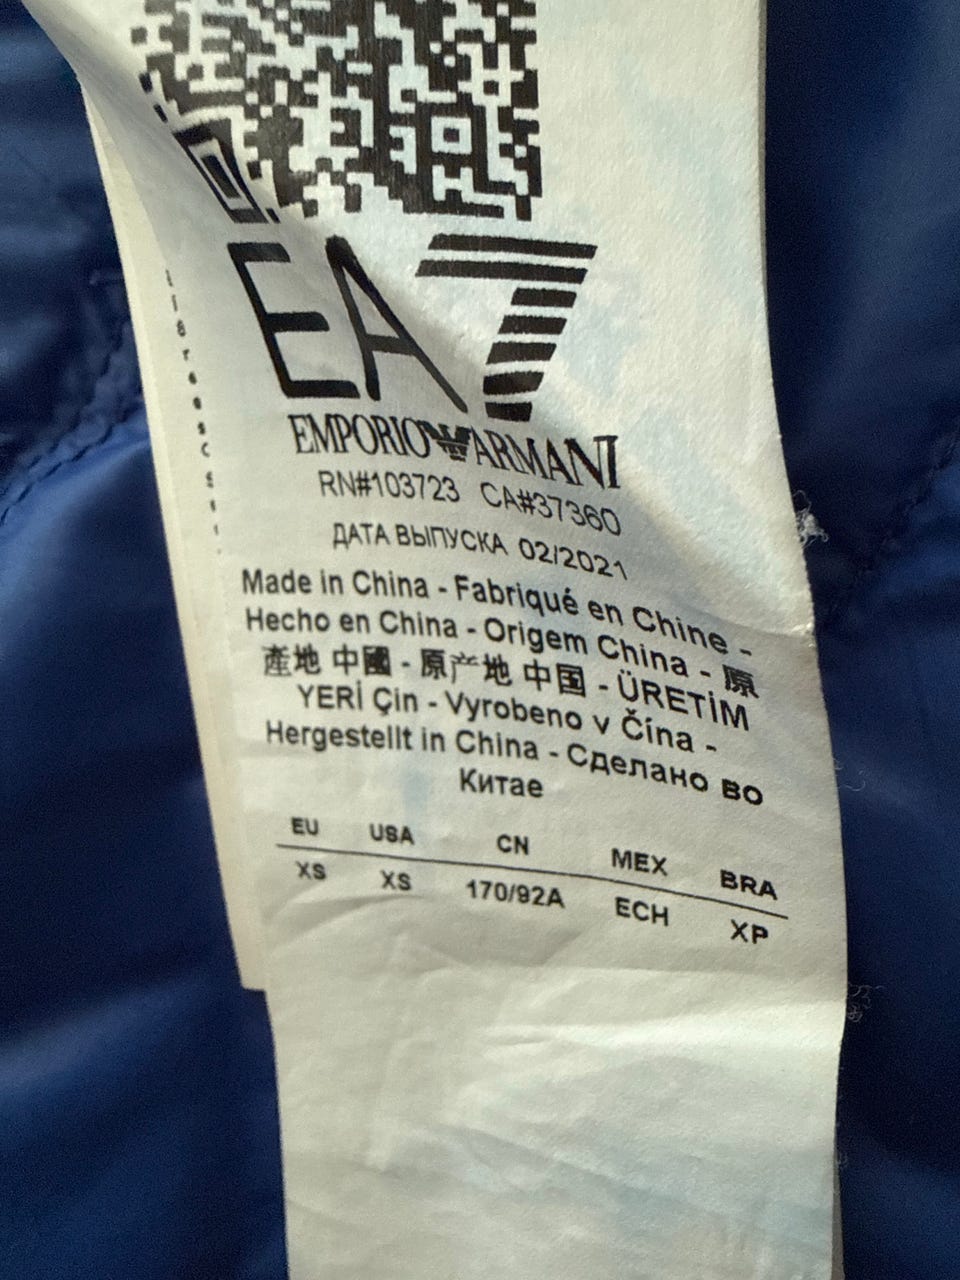 EA7
EMPORIO ARMANI
RN#103723 CA#37360
ДАТА ВЫПУСКА 02/2021
Made in China - Fabriqué en Chine -
Hecho en China - Origem China - 原
產地 中國 - 原产地 中国 - ÜRETİM
YERİ Çin - Vyrobeno v Čína -
Hergestellt in China - Сделано во
Китае
EU USA CN MEX BRA
XS XS 170/92A ECH XP